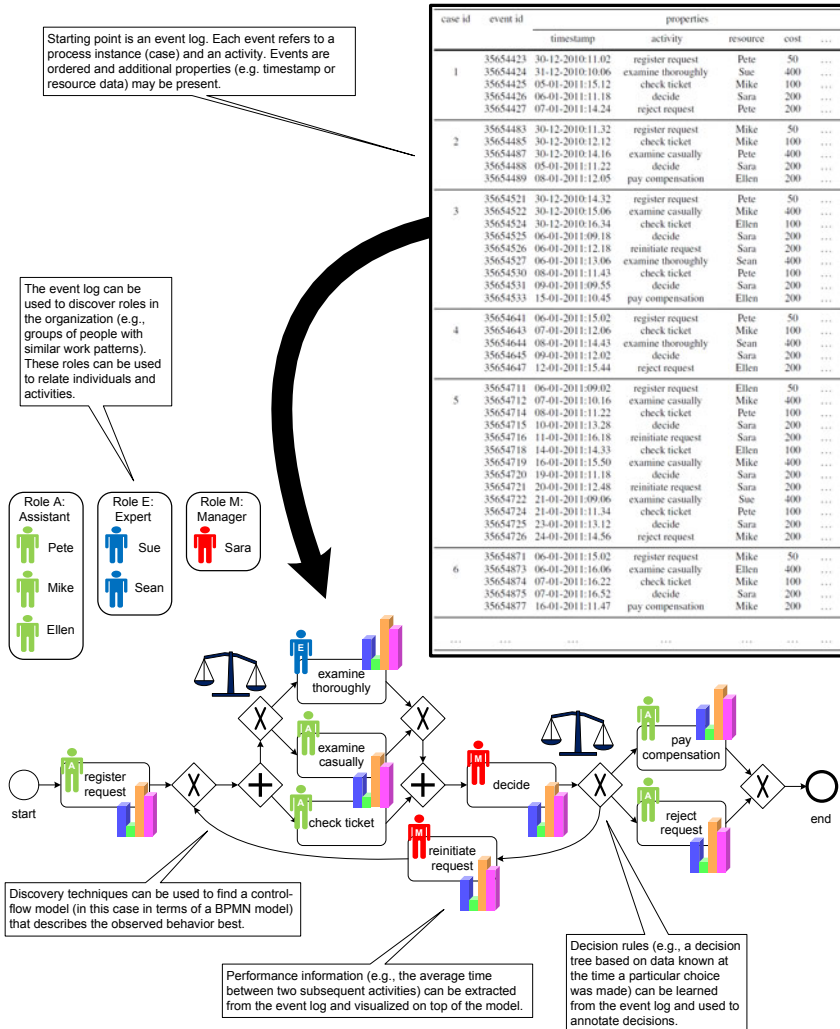 Starting point is an event log. Each event refers to a
process instance (case) and an activity. Events are
ordered and additional properties (e.g. timestamp or
resource data) may be present.
case id event id properties
timestamp activity resource cost ...
35654423 30-12-2010:11.02 register request Pete 50 ...
1 35654424 31-12-2010:10.06 examine thoroughly Sue 400 ...
35654425 05-01-2011:15.12 check ticket Mike 100 ...
35654426 06-01-2011:11.18 decide Sara 200 ...
35654427 07-01-2011:14.24 reject request Pete 200 ...
35654483 30-12-2010:11.32 register request Mike 50 ...
2 35654485 30-12-2010:12.12 check ticket Mike 100 ...
35654487 30-12-2010:14.16 examine casually Pete 400 ...
35654488 05-01-2011:11.22 decide Sara 200 ...
35654489 08-01-2011:12.05 pay compensation Ellen 200 ...
35654521 30-12-2010:14.32 register request Pete 50 ...
3 35654522 30-12-2010:15.06 examine casually Mike 400 ...
35654524 30-12-2010:16.34 check ticket Ellen 100 ...
35654525 06-01-2011:09.18 decide Sara 200 ...
35654526 06-01-2011:12.18 reinitiate request Sara 200 ...
35654527 06-01-2011:13.06 examine thoroughly Sean 400 ...
35654530 08-01-2011:11.43 check ticket Pete 100 ...
35654531 09-01-2011:09.55 decide Sara 200 ...
35654533 15-01-2011:10.45 pay compensation Ellen 200 ...
35654641 06-01-2011:15.02 register request Pete 50 ...
4 35654643 07-01-2011:12.06 check ticket Mike 100 ...
35654644 08-01-2011:14.43 examine thoroughly Sean 400 ...
35654645 09-01-2011:12.02 decide Sara 200 ...
35654647 12-01-2011:15.44 reject request Ellen 200 ...
35654711 06-01-2011:09.02 register request Ellen 50 ...
5 35654712 07-01-2011:10.16 examine casually Mike 400 ...
35654714 08-01-2011:11.22 check ticket Pete 100 ...
35654715 10-01-2011:13.28 decide Sara 200 ...
35654716 11-01-2011:16.18 reinitiate request Sara 200 ...
35654718 14-01-2011:14.33 check ticket Ellen 100 ...
35654719 16-01-2011:15.50 examine casually Mike 400 ...
35654720 19-01-2011:11.18 decide Sara 200 ...
35654721 20-01-2011:12.48 reinitiate request Sara 200 ...
35654722 21-01-2011:09.06 examine casually Sue 400 ...
35654724 21-01-2011:11.34 check ticket Pete 100 ...
35654725 23-01-2011:13.12 decide Sara 200 ...
35654726 24-01-2011:14.56 reject request Mike 200 ...
35654871 06-01-2011:15.02 register request Mike 50 ...
6 35654873 06-01-2011:16.06 examine casually Ellen 400 ...
35654874 07-01-2011:16.22 check ticket Mike 100 ...
35654875 07-01-2011:16.52 decide Sara 200 ...
35654877 16-01-2011:11.47 pay compensation Mike 200 ...
... ... ... ... ... ... ...
The event log can be
used to discover roles in
the organization (e.g.,
groups of people with
similar work patterns).
These roles can be used
to relate individuals and
activities.
Role A:
Assistant
Pete
Mike
Ellen
Role E:
Expert
Sue
Sean
Role M:
Manager
Sara
start
A
register
request
E
examine
thoroughly
A
examine
casually
A
check ticket
M
decide
M
reinitiate
request
A
pay
compensation
A
reject
request
end
Discovery techniques can be used to find a control-
flow model (in this case in terms of a BPMN model)
that describes the observed behavior best.
Performance information (e.g., the average time
between two subsequent activities) can be extracted
from the event log and visualized on top of the model.
Decision rules (e.g., a decision
tree based on data known at
the time a particular choice
was made) can be learned
from the event log and used to
annotate decisions.